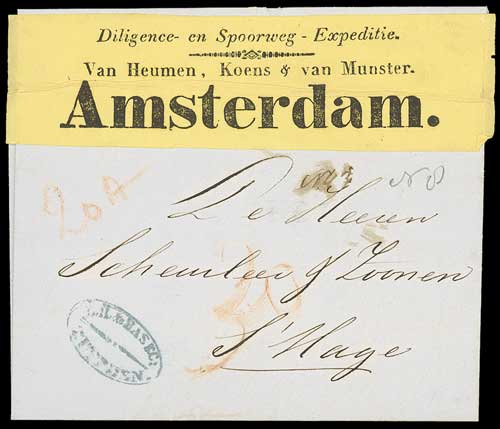 Diligence- en Spoorweg - Expeditie.
Van Heumen, Koens & van Munster.
Amsterdam.
De Heeren
Scheurleer & Zoonen
S'Hage